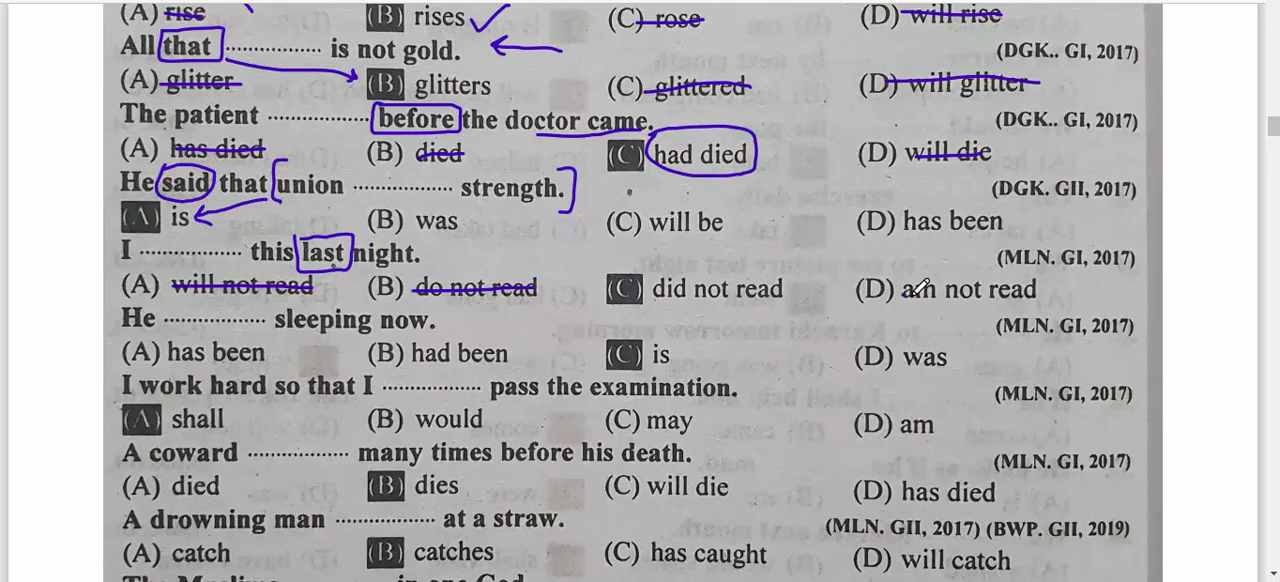 (A) rise (B) rises (C) rose (D) will rise
All that .................. is not gold. (DGK.. GI, 2017)
(A) glitter (B) glitters (C) glittered (D) will glitter
The patient .................. before the doctor came. (DGK.. GI, 2017)
(A) has died (B) died (C) had died (D) will die
He said that union .................. strength. (DGK. GII, 2017)
(A) is (B) was (C) will be (D) has been
I .................. this last night. (MLN. GI, 2017)
(A) will not read (B) do not read (C) did not read (D) am not read
He .................. sleeping now. (MLN. GI, 2017)
(A) has been (B) had been (C) is (D) was
I work hard so that I .................. pass the examination. (MLN. GI, 2017)
(A) shall (B) would (C) may (D) am
A coward .................. many times before his death. (MLN. GI, 2017)
(A) died (B) dies (C) will die (D) has died
A drowning man .................. at a straw. (MLN. GII, 2017) (BWP. GII, 2019)
(A) catch (B) catches (C) has caught (D) will catch